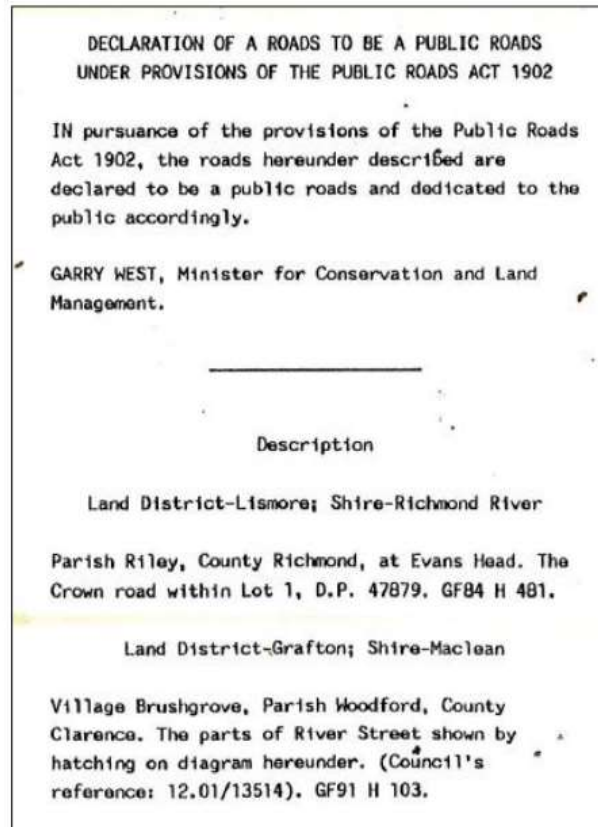 DECLARATION OF A ROADS TO BE A PUBLIC ROADS
UNDER PROVISIONS OF THE PUBLIC ROADS ACT 1902
IN pursuance of the provisions of the Public Roads
Act 1902, the roads hereunder described are
declared to be a public roads and dedicated to the
public accordingly.
GARRY WEST, Minister for Conservation and Land
Management.
Description
Land District-Lismore; Shire-Richmond River
Parish Riley, County Richmond, at Evans Head. The
Crown road within Lot 1, D.P. 47879. GF84 H 481.
Land District-Grafton; Shire-Maclean
Village Brushgrove, Parish Woodford, County
Clarence. The parts of River Street shown by
hatching on diagram hereunder. (Council's
reference: 12.01/13514). GF91 H 103.